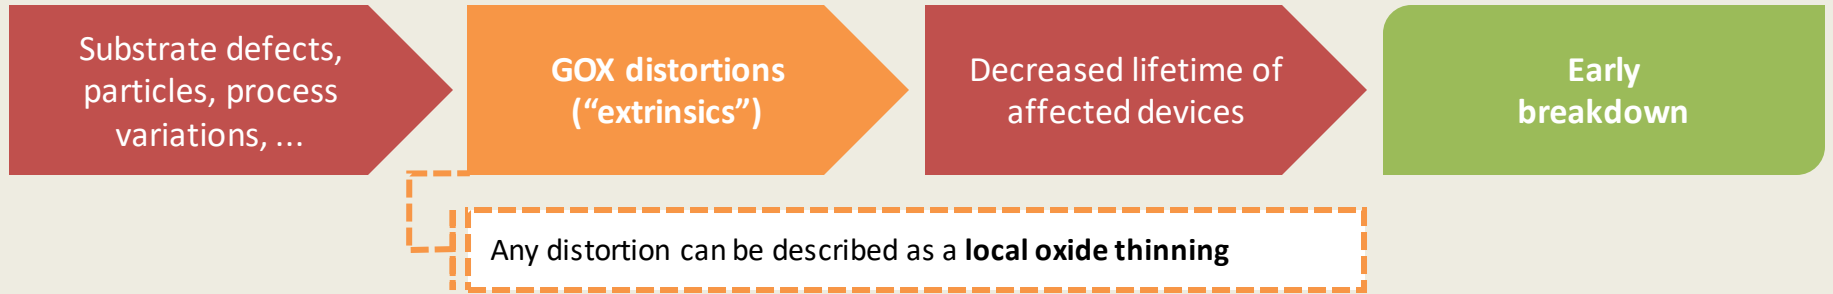 Substrate defects,
particles, process
variations, ...
GOX distortions
(“extrinsics”)
Decreased lifetime of
affected devices
Early
breakdown
Any distortion can be described as a local oxide thinning